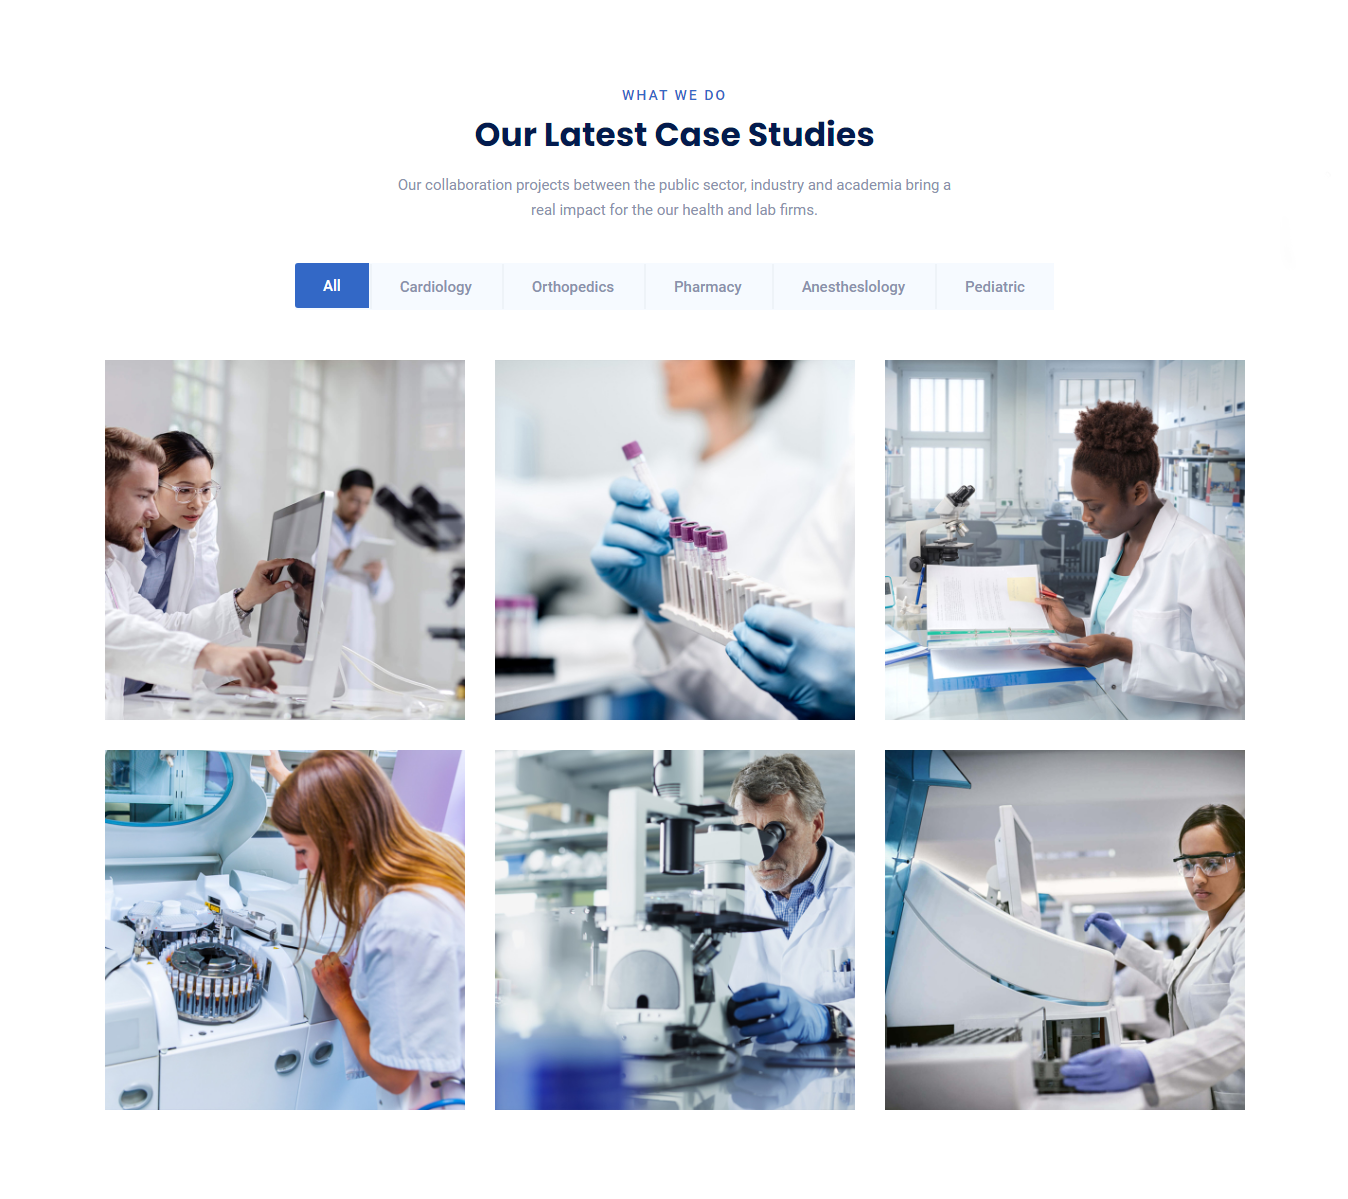 WHAT WE DO
Our Latest Case Studies
Our collaboration projects between the public sector, industry and academia bring a
real impact for the our health and lab firms.
All Cardiology Orthopedics Pharmacy Anestheslology Pediatric